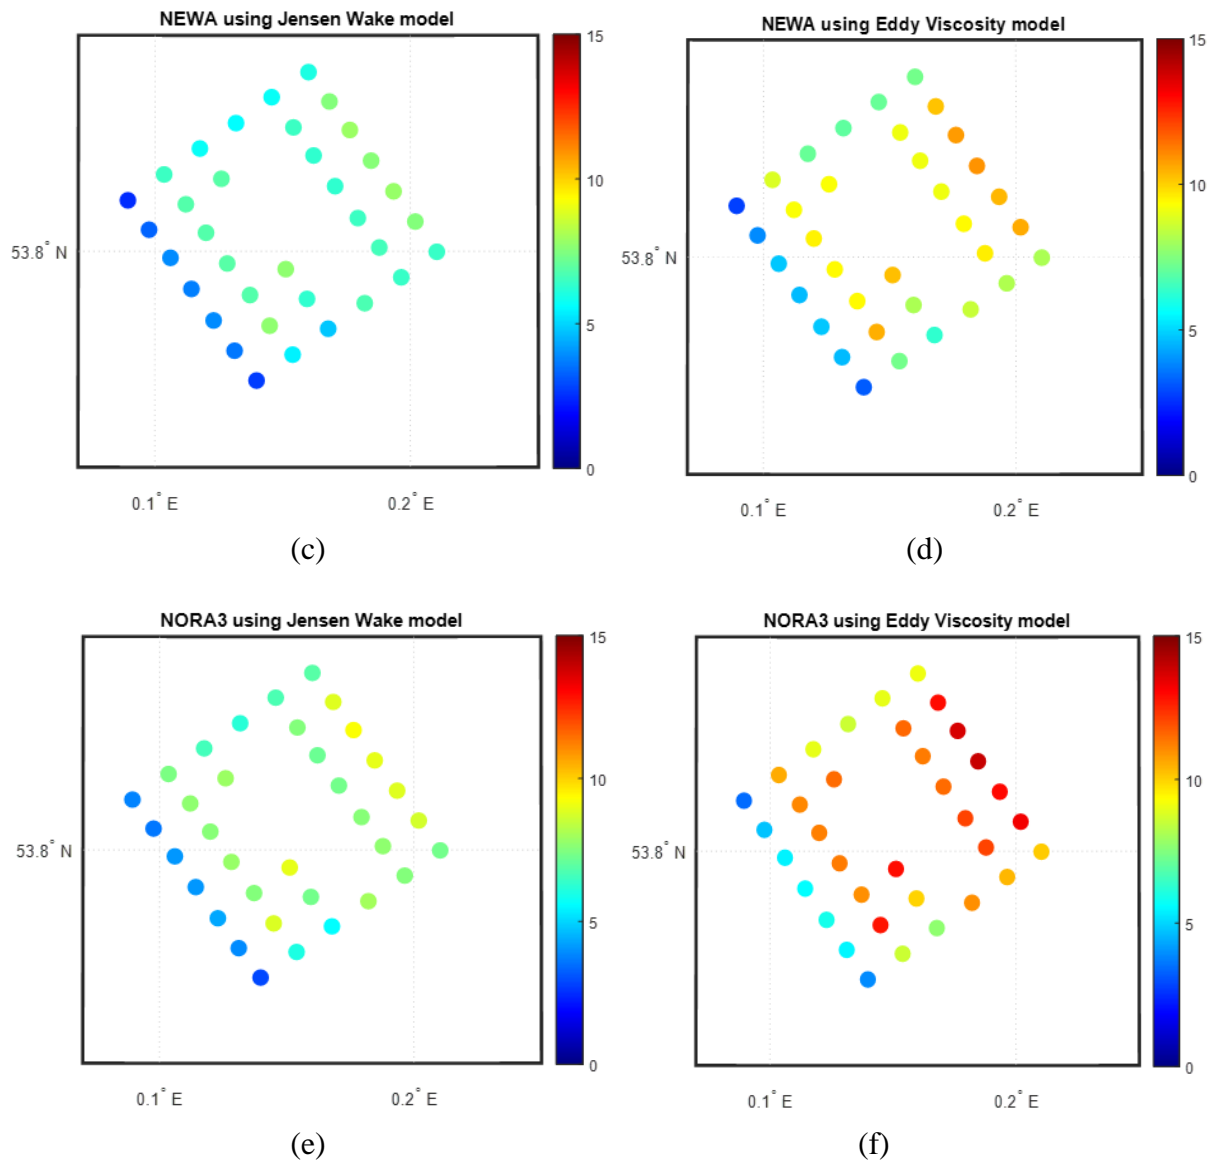 NEWA using Jensen Wake model
15
10
5
0
53.8° N
0.1° E
0.2° E
(c)
NEWA using Eddy Viscosity model
15
10
5
0
53.8° N
0.1° E
0.2° E
(d)
NORA3 using Jensen Wake model
15
10
5
0
53.8° N
0.1° E
0.2° E
(e)
NORA3 using Eddy Viscosity model
15
10
5
0
53.8° N
0.1° E
0.2° E
(f)